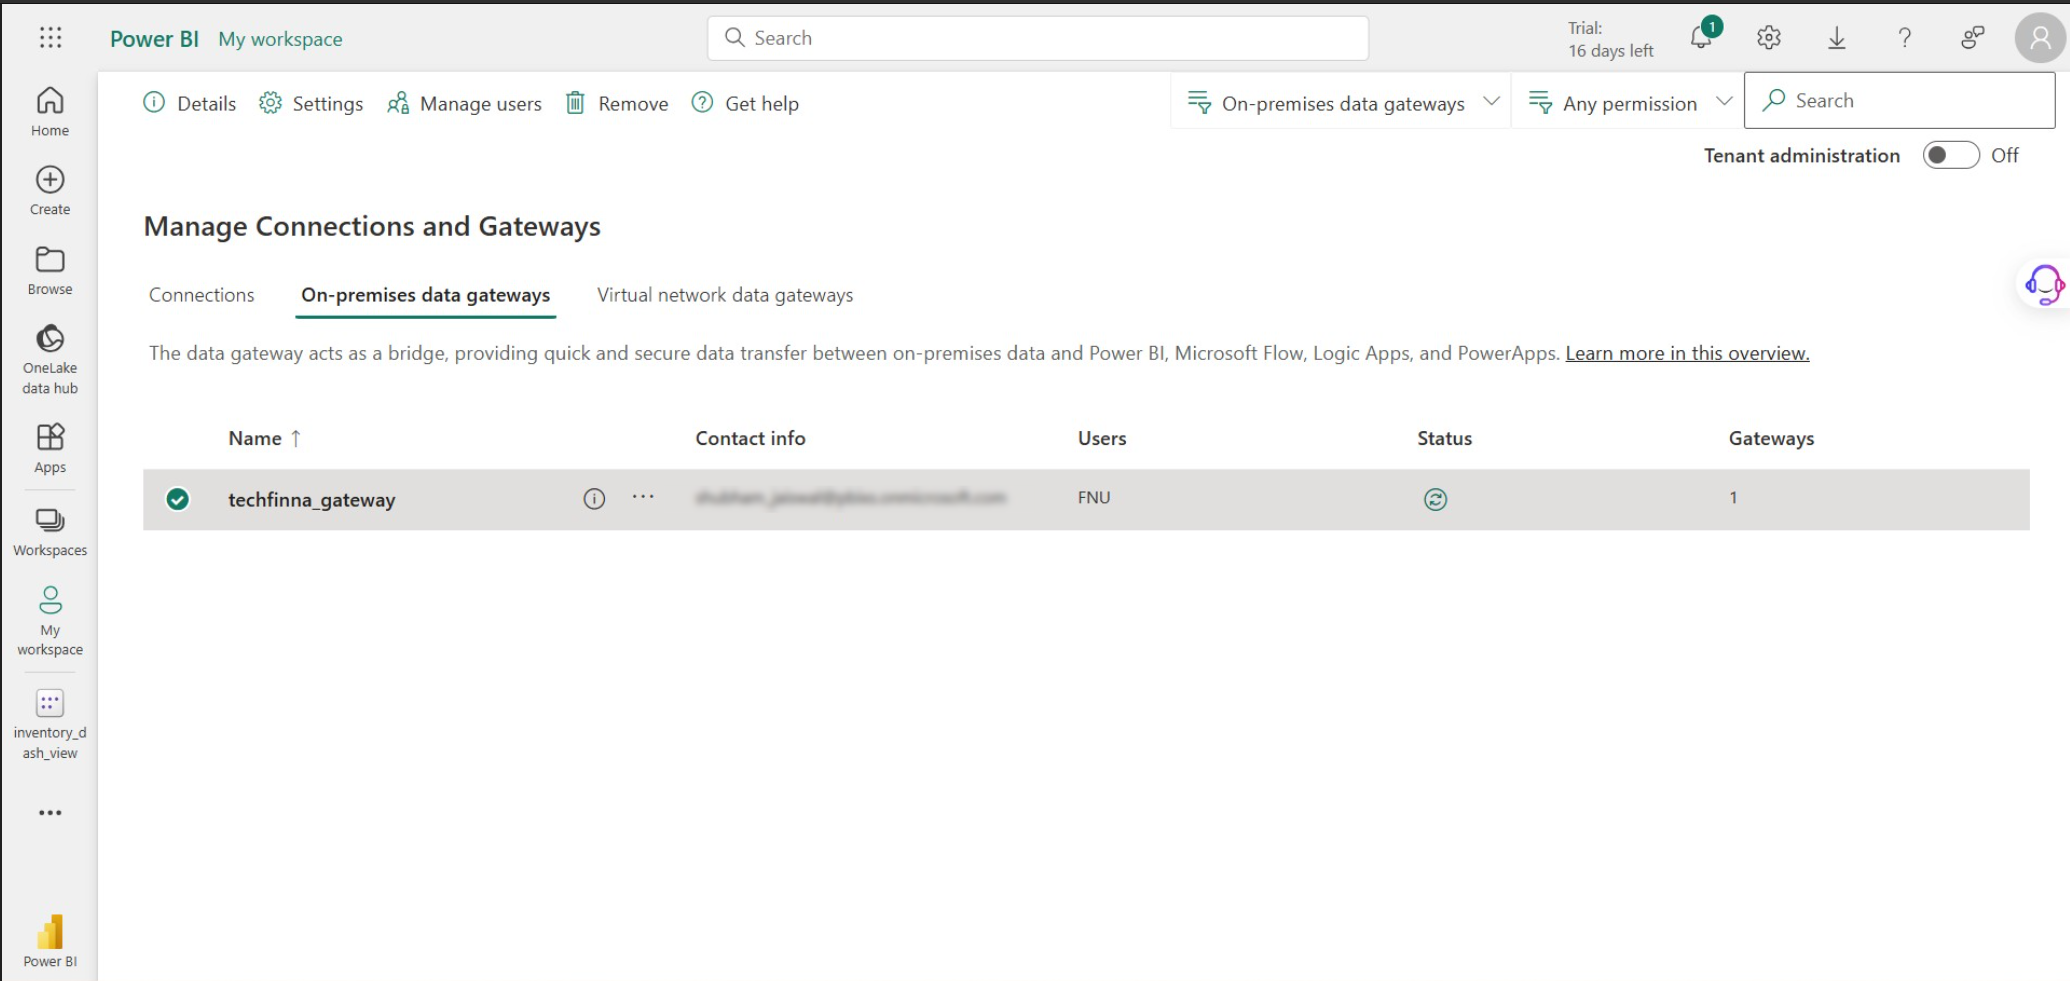 Power BI My workspace
Search
Trial:
16 days left
1
Home
Create
Browse
OneLake
data hub
Apps
Workspaces
My
workspace
inventory_d
ash_view
Power BI
Details Settings Manage users Remove Get help
On-premises data gateways Any permission Search
Tenant administration Off
Manage Connections and Gateways
Connections On-premises data gateways Virtual network data gateways
The data gateway acts as a bridge, providing quick and secure data transfer between on-premises data and Power BI, Microsoft Flow, Logic Apps, and PowerApps. Learn more in this overview.
Name ↑ Contact info Users Status Gateways
techfinna_gateway FNU 1